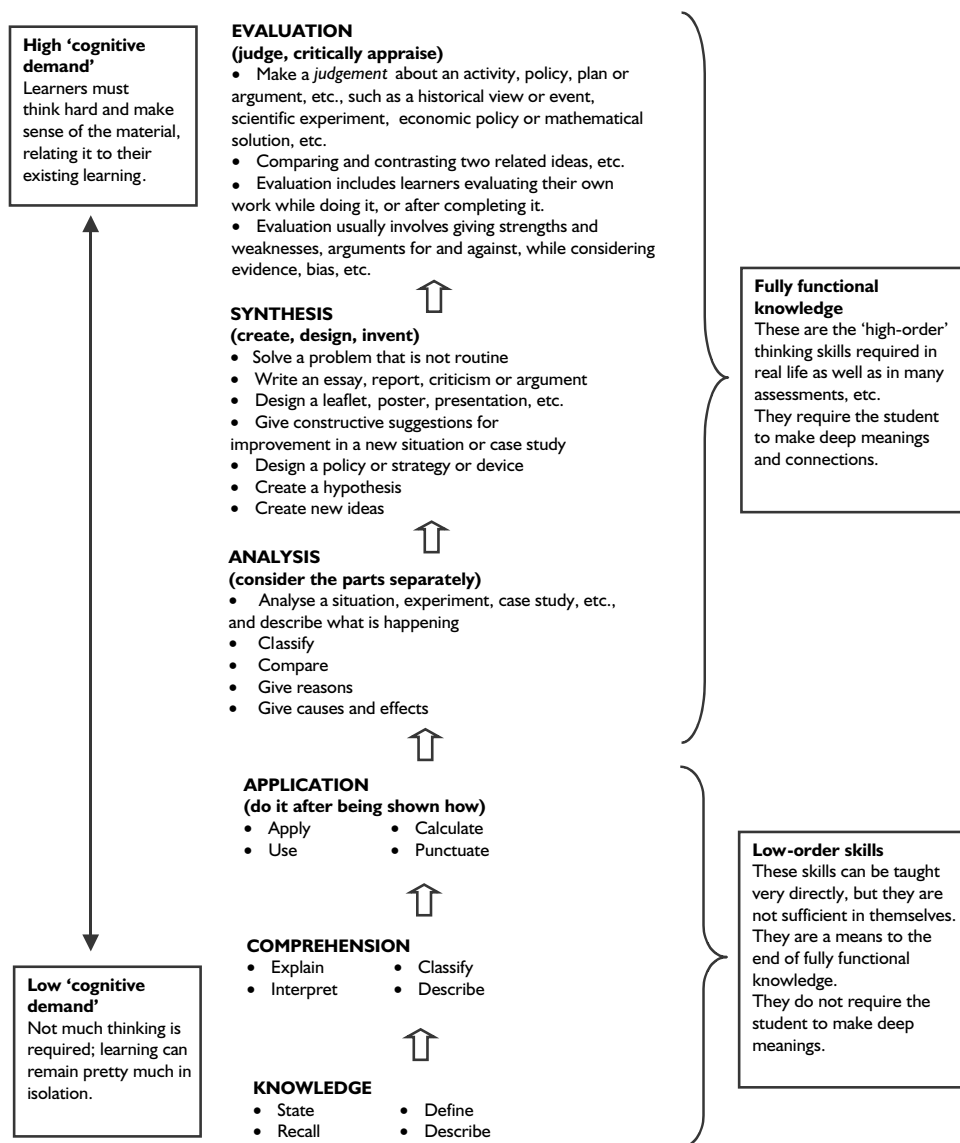 High ‘cognitive
demand’
Learners must
think hard and make
sense of the material,
relating it to their
existing learning.
EVALUATION
(judge, critically appraise)
• Make a judgement about an activity, policy, plan or
argument, etc., such as a historical view or event,
scientific experiment, economic policy or mathematical
solution, etc.
• Comparing and contrasting two related ideas, etc.
• Evaluation includes learners evaluating their own
work while doing it, or after completing it.
• Evaluation usually involves giving strengths and
weaknesses, arguments for and against, while considering
evidence, bias, etc.
SYNTHESIS
(create, design, invent)
• Solve a problem that is not routine
• Write an essay, report, criticism or argument
• Design a leaflet, poster, presentation, etc.
• Give constructive suggestions for
improvement in a new situation or case study
• Design a policy or strategy or device
• Create a hypothesis
• Create new ideas
Fully functional
knowledge
These are the ‘high-order’
thinking skills required in
real life as well as in many
assessments, etc.
They require the student
to make deep meanings
and connections.
ANALYSIS
(consider the parts separately)
• Analyse a situation, experiment, case study, etc.,
and describe what is happening
• Classify
• Compare
• Give reasons
• Give causes and effects
APPLICATION
(do it after being shown how)
• Apply • Calculate
• Use • Punctuate
COMPREHENSION
• Explain • Classify
• Interpret • Describe
Low-order skills
These skills can be taught
very directly, but they are
not sufficient in themselves.
They are a means to the
end of fully functional
knowledge.
They do not require the
student to make deep
meanings.
Low ‘cognitive
demand’
Not much thinking is
required; learning can
remain pretty much in
isolation.
KNOWLEDGE
• State • Define
• Recall • Describe